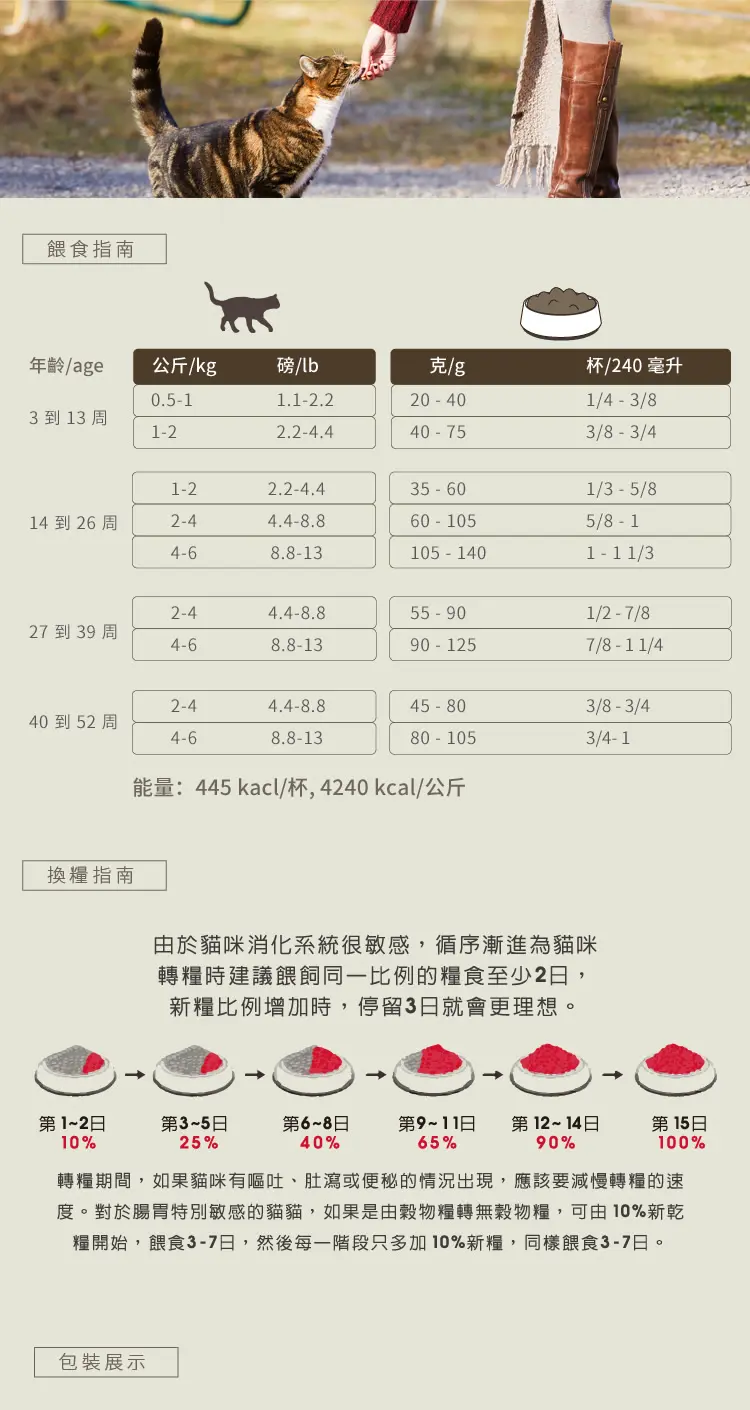 餵食指南
年齡/age 公斤/kg 磅/lb 克/g 杯/240 毫升
3 到 13 周
0.5-1 1.1-2.2 20 - 40 1/4 - 3/8
1-2 2.2-4.4 40 - 75 3/8 - 3/4
14 到 26 周
1-2 2.2-4.4 35 - 60 1/3 - 5/8
2-4 4.4-8.8 60 - 105 5/8 - 1
4-6 8.8-13 105 - 140 1 - 1 1/3
27 到 39 周
2-4 4.4-8.8 55 - 90 1/2 - 7/8
4-6 8.8-13 90 - 125 7/8 - 1 1/4
40 到 52 周
2-4 4.4-8.8 45 - 80 3/8 - 3/4
4-6 8.8-13 80 - 105 3/4- 1
能量：445 kacl/杯, 4240 kcal/公斤
換糧指南
由於貓咪消化系統很敏感，循序漸進為貓咪
轉糧時建議餵飼同一比例的糧食至少2日，
新糧比例增加時，停留3日就會更理想。
第 1~2日 第3~5日 第6~8日 第9~11日 第 12~14日 第 15日
10% 25% 40% 65% 90% 100%
轉糧期間，如果貓咪有嘔吐、肚瀉或便秘的情況出現，應該要減慢轉糧的速
度。對於腸胃特別敏感的貓貓，如果是由穀物糧轉無穀物糧，可由 10%新乾
糧開始，餵食3-7日，然後每一階段只多加 10%新糧，同樣餵食3-7日。
包裝展示